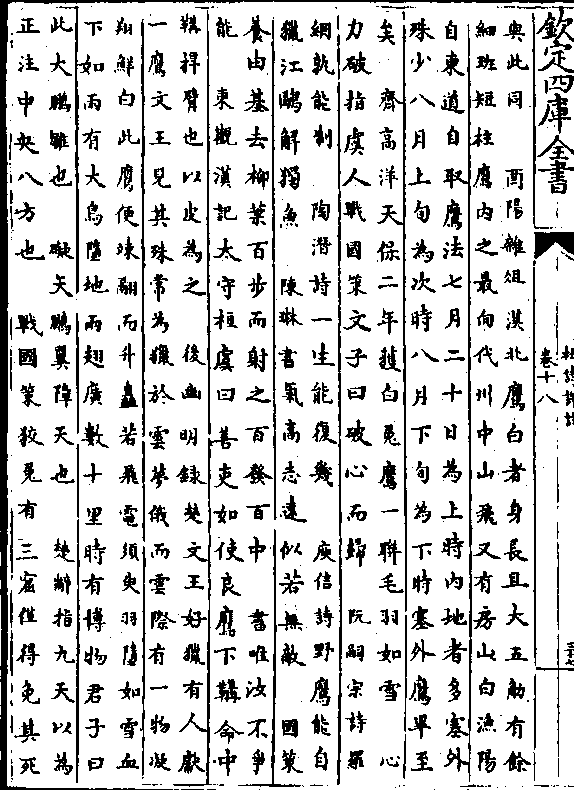 欽定四庫全書
杜詩詳註
卷十八
與此同 酉陽雜俎漠北鷹白者身長且大五觔有餘
細斑短柱鷹內之最向代川中山飛又有房山白漁陽
自東道自取鷹法七月二十日為上時內地者多塞外
殊少八月上旬為次時八月下旬為下時塞外鷹畢至
矣 齊高洋天保二年獲白兎鷹一聯毛羽如雪 心
力破指虞人戰國策文子曰破心而歸 阮嗣宗詩羅
網孰能制 陶潛詩一生能復幾 庾信詩野鷹能自
獵江鷗解獨漁 陳琳書氣高志遠似若無敵 國策
養由基去柳葉百步而射之百發百中 書唯汝不爭
能 東觀漢記太守桓虞曰善吏如使良鷹下鞲命中
鞲捍臂也以皮為之 後幽明録楚文王好獵有人獻
一鷹文王見其殊常為獵於雲夢俄而雲際有一物凝
翔鮮白此鷹便竦翮而升矗若飛電須臾羽墮如雪血
下如雨有大鳥墮地兩翅廣數十里時有博物君子曰
此大鵬雛也 礙天鵬翼障天也 楚辭指九天以為
正注中央八方也 戰國策狡兎有三窟僅得免其死